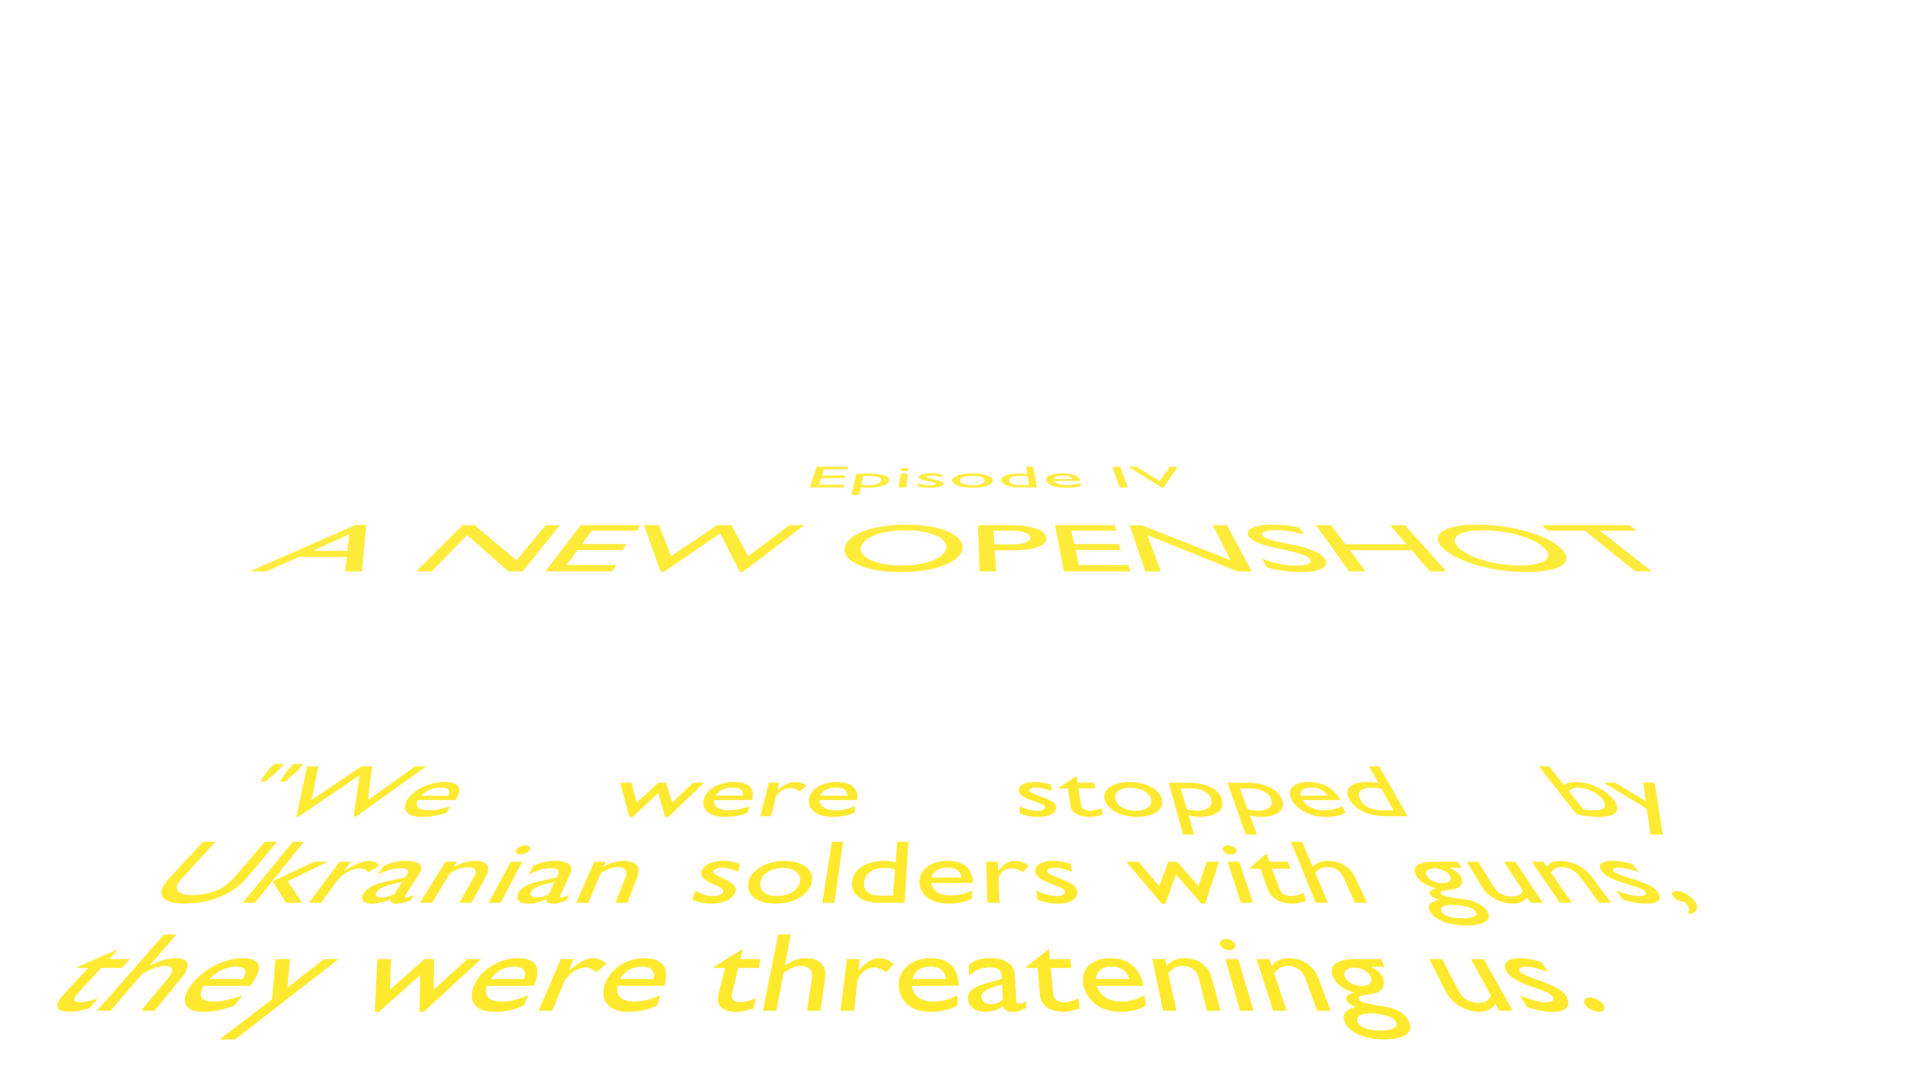 Episode IV
A NEW OPENSHOT
"We were stopped by
Ukranian solders with guns,
they were threatening us.